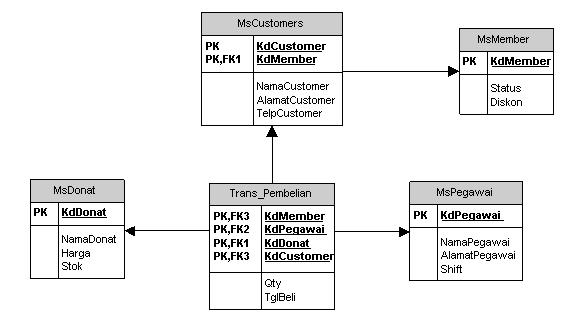 MsCustomers
PK KdCustomer
PK,FK1 KdMember
NamaCustomer
AlamatCustomer
TelpCustomer
MsMember
PK KdMember
Status
Diskon
MsDonat
PK KdDonat
NamaDonat
Harga
Stok
Trans_Pembelian
PK,FK3 KdMember
PK,FK2 KdPegawai
PK,FK1 KdDonat
PK,FK3 KdCustomer
Qty
TglBeli
MsPegawai
PK KdPegawai
NamaPegawai
AlamatPegawai
Shift